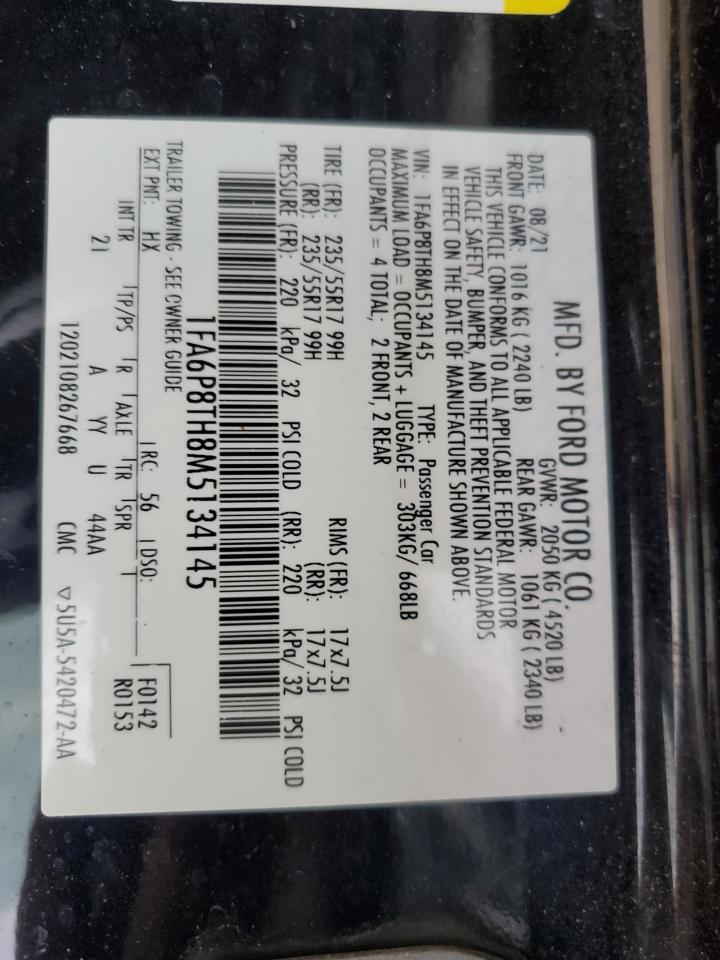 MFD. BY FORD MOTOR CO.
DATE: 08/21 GVWR: 2050 KG ( 4520 LB)
FRONT GAWR: 1016 KG ( 2240 LB) REAR GAWR: 1061 KG ( 2340 LB)
THIS VEHICLE CONFORMS TO ALL APPLICABLE FEDERAL MOTOR
VEHICLE SAFETY, BUMPER, AND THEFT PREVENTION STANDARDS
IN EFFECT ON THE DATE OF MANUFACTURE SHOWN ABOVE.
VIN: 1FA6P8TH8M5134145 TYPE: Passenger Car
MAXIMUM LOAD = OCCUPANTS + LUGGAGE = 303KG/ 668LB
OCCUPANTS = 4 TOTAL; 2 FRONT, 2 REAR
TIRE (FR): 235/55R17 99H RIMS (FR): 17x7.5J
(RR): 235/55R17 99H (RR): 17x7.5J
PRESSURE (FR): 220 kPa/ 32 PSI COLD (RR): 220 kPa/ 32 PSI COLD
1FA6P8TH8M5134145
TRAILER TOWING - SEE OWNER GUIDE
EXT PNT: HX RC: 56 DSO: F0142
INT TR TP/PS R AXLE TR SPR R0153
21 A YY U 44AA
1202108267668 CMC ▽5U5A-5420472-AA